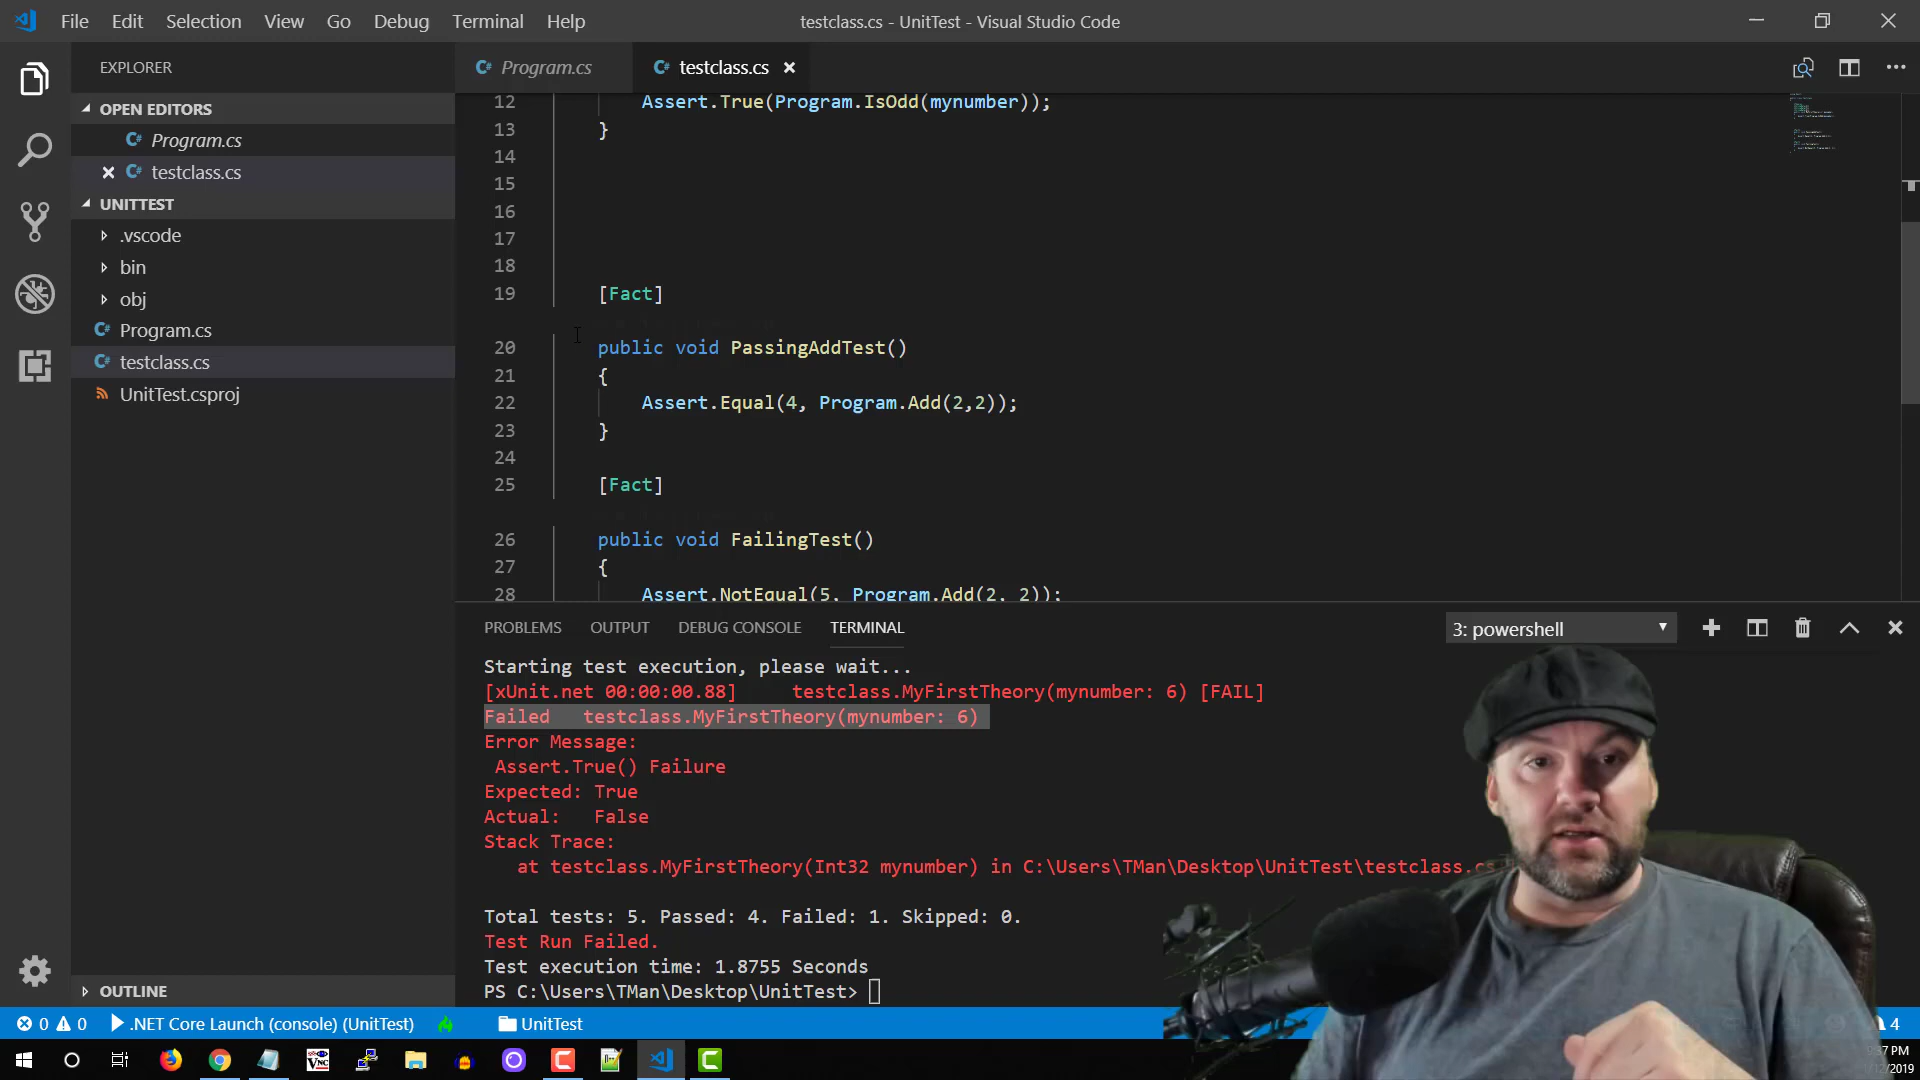 File Edit Selection View Go Debug Terminal Help
testclass.cs - UnitTest - Visual Studio Code
EXPLORER
OPEN EDITORS
Program.cs
testclass.cs
UNITTEST
.vscode
bin
obj
Program.cs
testclass.cs
UnitTest.csproj
OUTLINE
Program.cs testclass.cs
12 Assert.True(Program.IsOdd(mynumber));
13 }
14
15
16
17
18
19 [Fact]
20 public void PassingAddTest()
21 {
22 Assert.Equal(4, Program.Add(2,2));
23 }
24
25 [Fact]
26 public void FailingTest()
27 {
28 Assert.NotEqual(5, Program.Add(2, 2));
PROBLEMS OUTPUT DEBUG CONSOLE TERMINAL
3: powershell
Starting test execution, please wait...
[xUnit.net 00:00:00.88] testclass.MyFirstTheory(mynumber: 6) [FAIL]
Failed testclass.MyFirstTheory(mynumber: 6)
Error Message:
Assert.True() Failure
Expected: True
Actual: False
Stack Trace:
at testclass.MyFirstTheory(Int32 mynumber) in C:\Users\TMan\Desktop\UnitTest\testclass.cs
Total tests: 5. Passed: 4. Failed: 1. Skipped: 0.
Test Run Failed.
Test execution time: 1.8755 Seconds
PS C:\Users\TMan\Desktop\UnitTest>
0 0 .NET Core Launch (console) (UnitTest) UnitTest
4